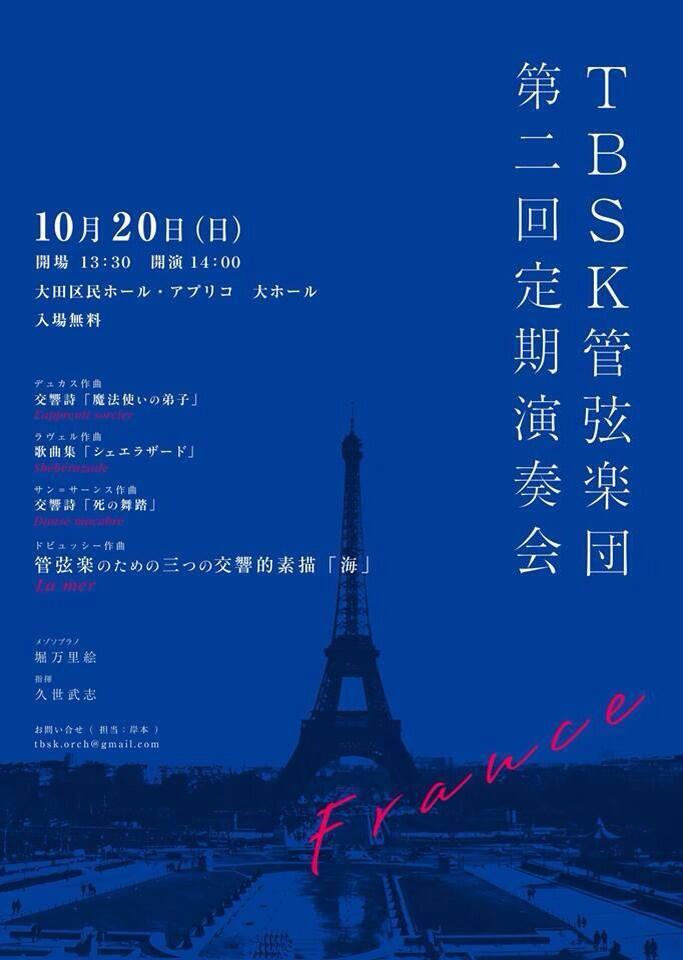 TBSK管弦楽団
第二回定期演奏会
10月20日(日)
開場 13:30 開演 14:00
大田区民ホール・アプリコ 大ホール
入場無料
デュカス作曲
交響詩「魔法使いの弟子」
L'apprenti sorcier
ラヴェル作曲
歌曲集「シェエラザード」
Shéhérazade
サン=サーンス作曲
交響詩「死の舞踏」
Danse macabre
ドビュッシー作曲
管弦楽のための三つの交響的素描「海」
La mer
メゾソプラノ
堀万里絵
指揮
久世武志
お問い合せ(担当:岸本)
tbsk.orch@gmail.com
France